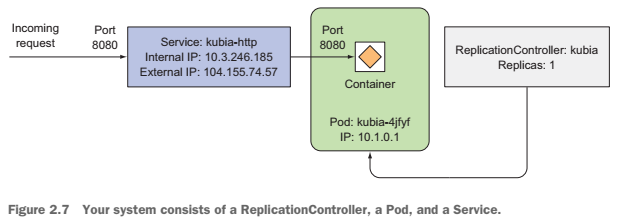 Incoming
request
Port
8080
Service: kubia-http
Internal IP: 10.3.246.185
External IP: 104.155.74.57
Port
8080
Container
Pod: kubia-4jfyf
IP: 10.1.0.1
ReplicationController: kubia
Replicas: 1
Figure 2.7 Your system consists of a ReplicationController, a Pod, and a Service.